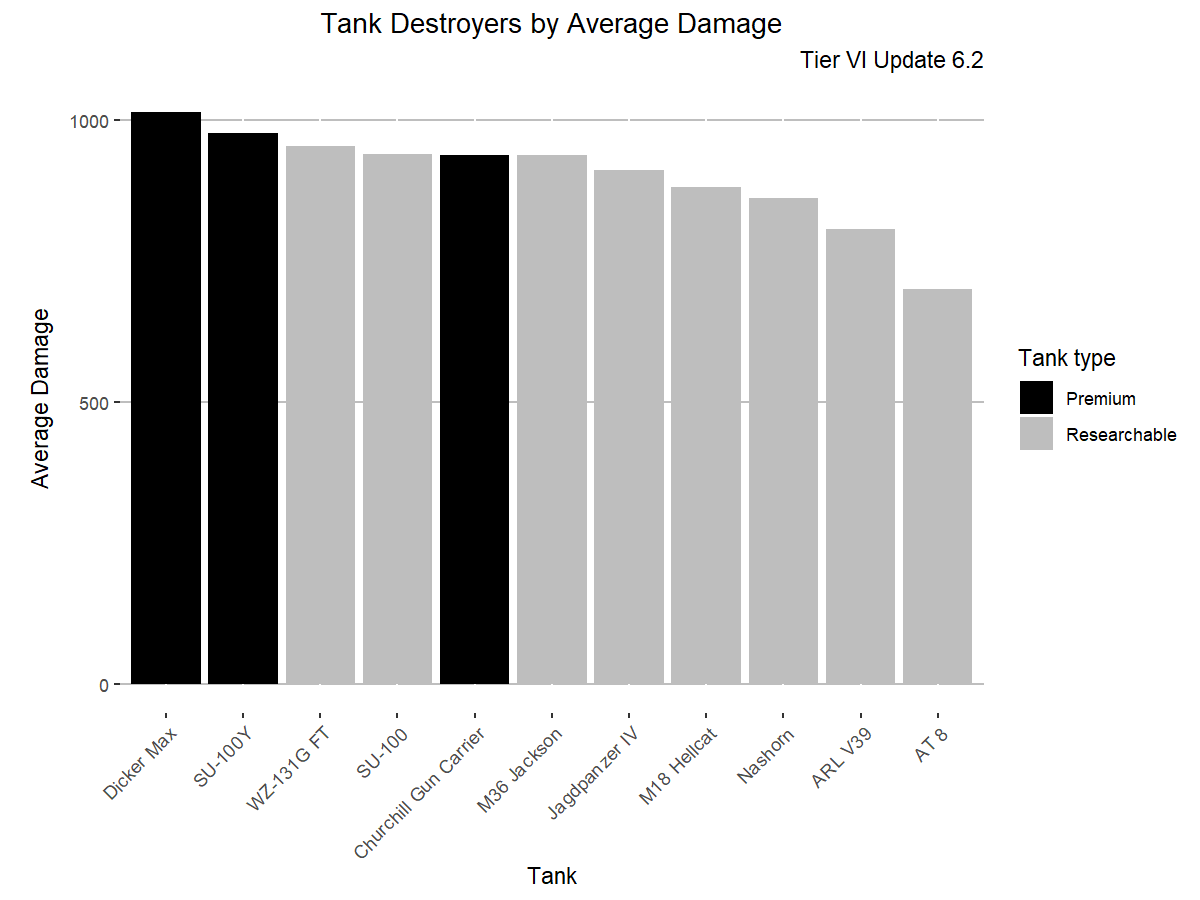 Tank Destroyers by Average Damage
Tier VI Update 6.2
Average Damage
1000
500
0
Dicker Max
SU-100Y
WZ-131G FT
SU-100
Churchill Gun Carrier
M36 Jackson
Jagdpanzer IV
M18 Hellcat
Nashorn
ARL V39
AT 8
Tank
Tank type
Premium
Researchable